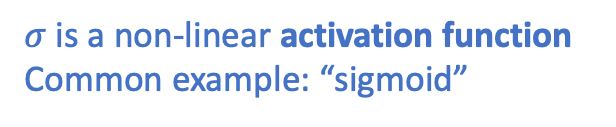 σ is a non-linear activation function
Common example: “sigmoid”